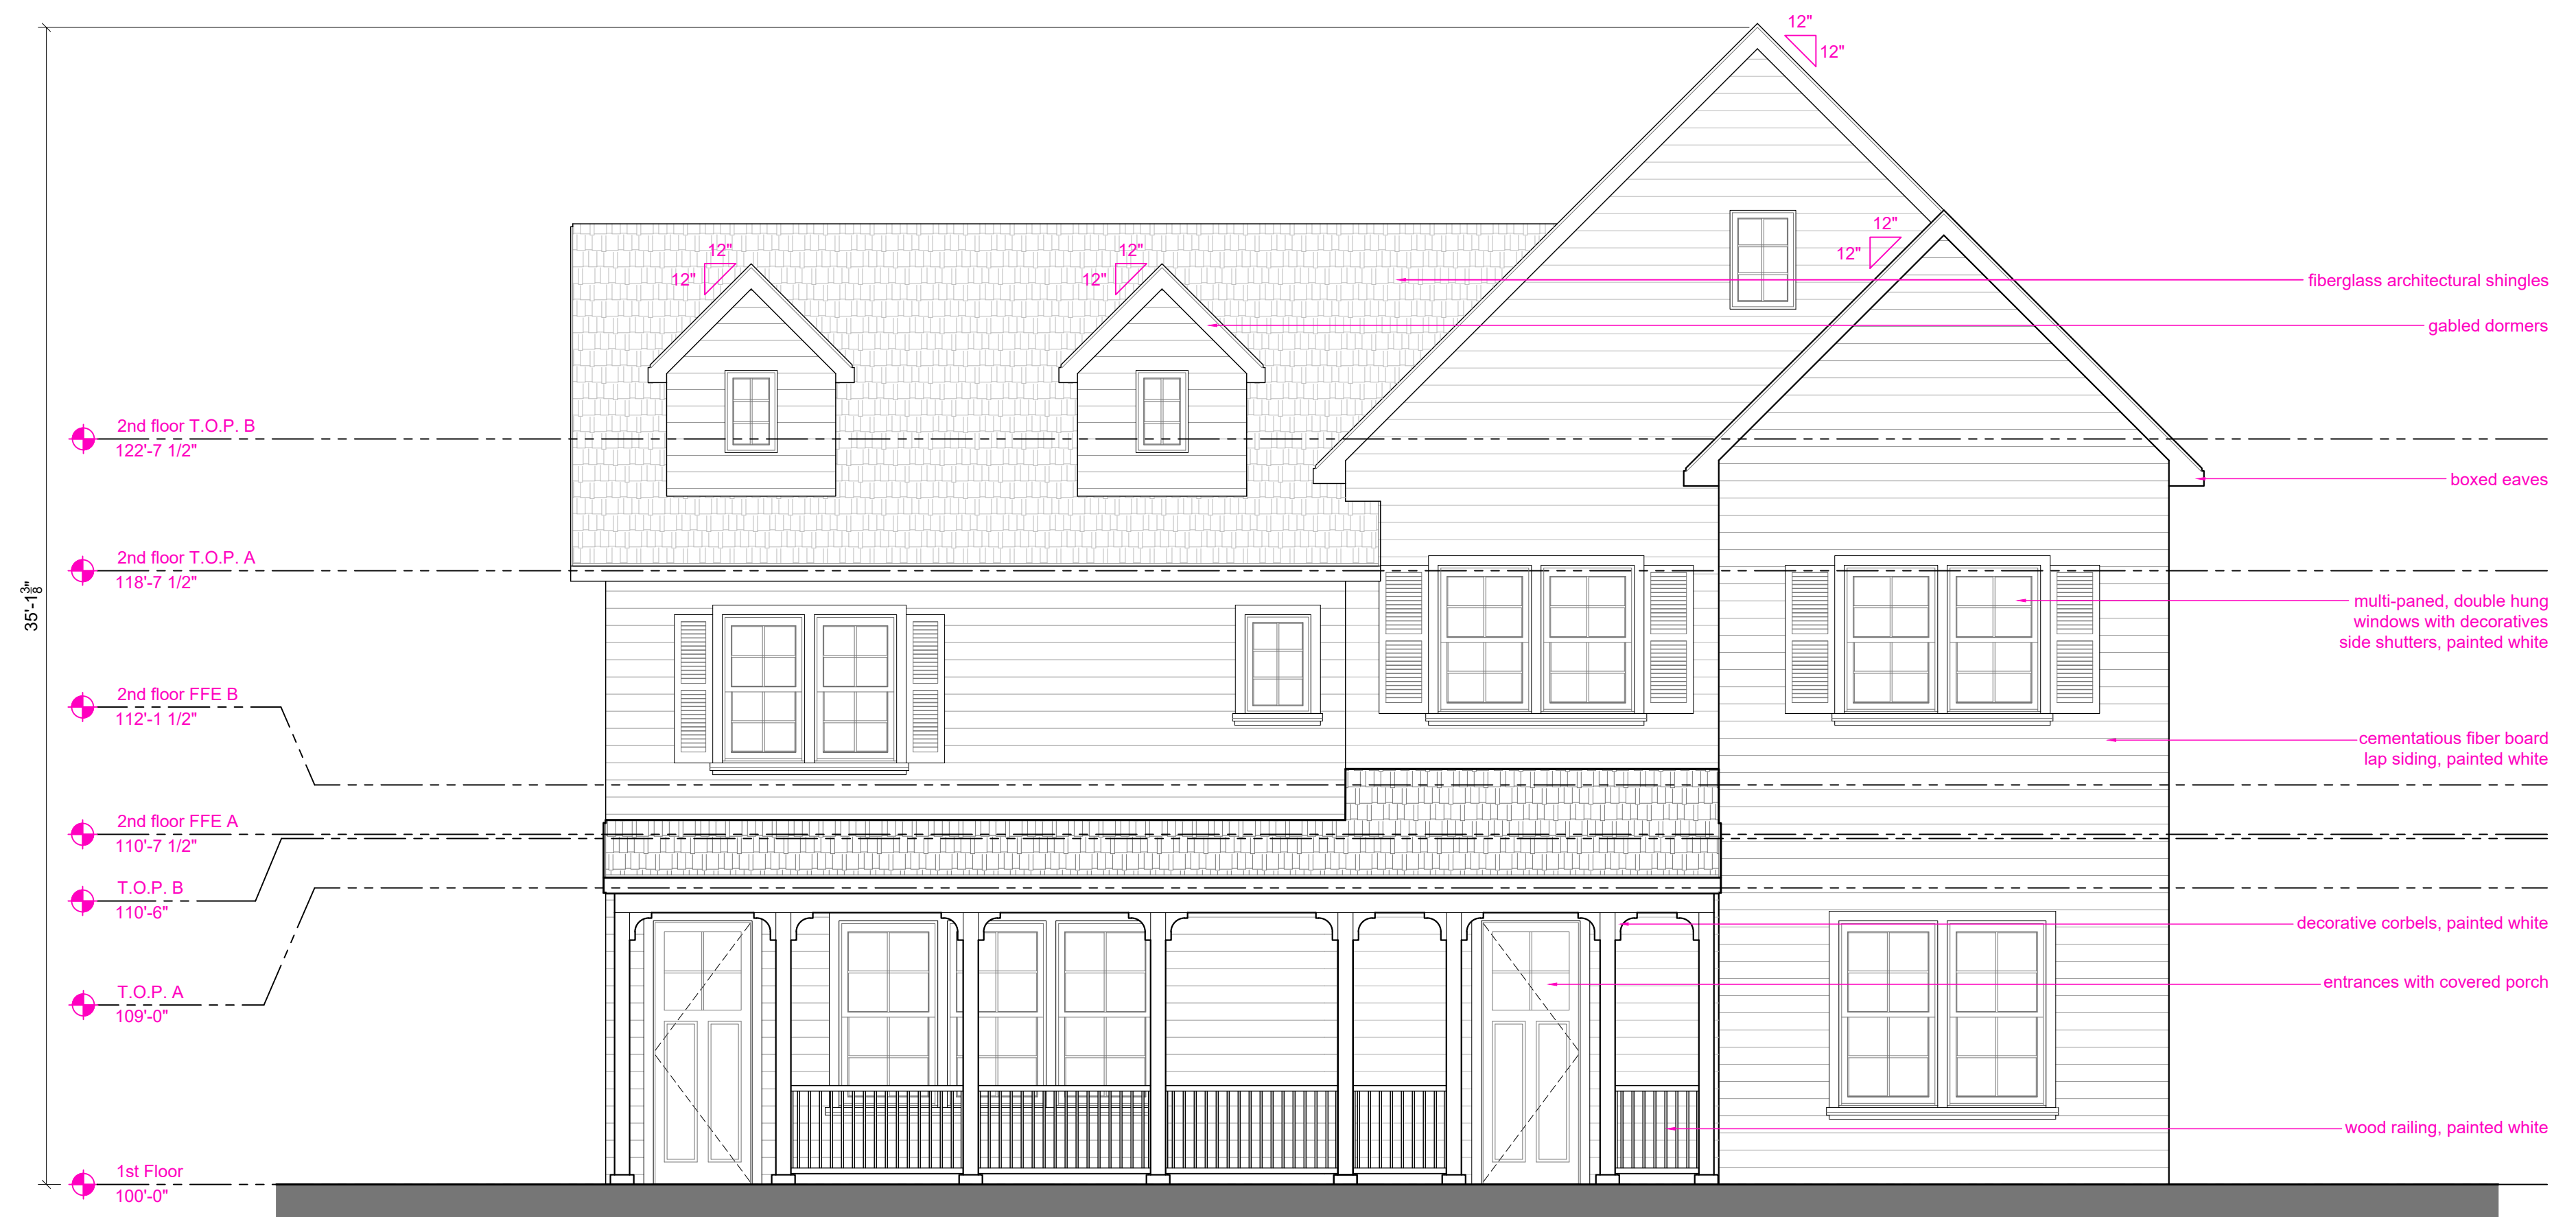 12"
12"
12"
12"
12"
12"
12"
12"
fiberglass architectural shingles
gabled dormers
2nd floor T.O.P. B
122'-7 1/2"
boxed eaves
2nd floor T.O.P. A
118'-7 1/2"
35'-1 3/8"
multi-paned, double hung
windows with decoratives
side shutters, painted white
2nd floor FFE B
112'-1 1/2"
cementatious fiber board
lap siding, painted white
2nd floor FFE A
110'-7 1/2"
T.O.P. B
110'-6"
decorative corbels, painted white
entrances with covered porch
T.O.P. A
109'-0"
wood railing, painted white
1st Floor
100'-0"